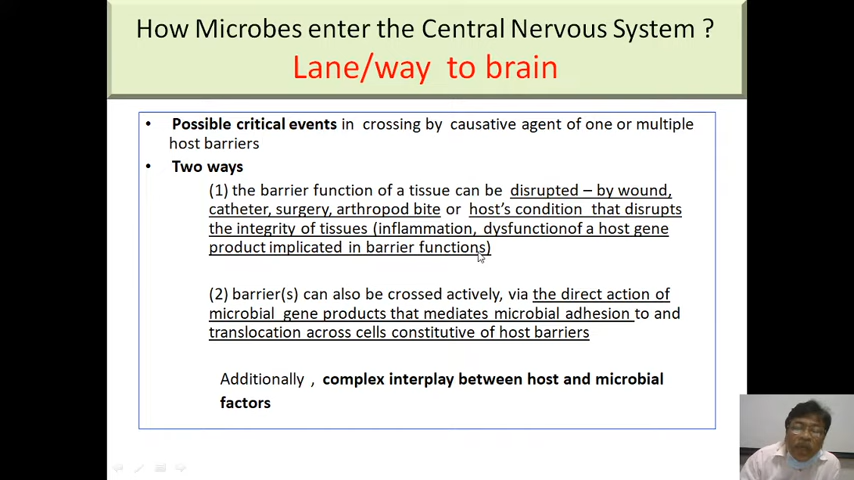 How Microbes enter the Central Nervous System ?
Lane/way to brain
• Possible critical events in crossing by causative agent of one or multiple
host barriers
• Two ways
(1) the barrier function of a tissue can be disrupted – by wound,
catheter, surgery, arthropod bite or host's condition that disrupts
the integrity of tissues (inflammation, dysfunctionof a host gene
product implicated in barrier functions)
(2) barrier(s) can also be crossed actively, via the direct action of
microbial gene products that mediates microbial adhesion to and
translocation across cells constitutive of host barriers
Additionally , complex interplay between host and microbial
factors